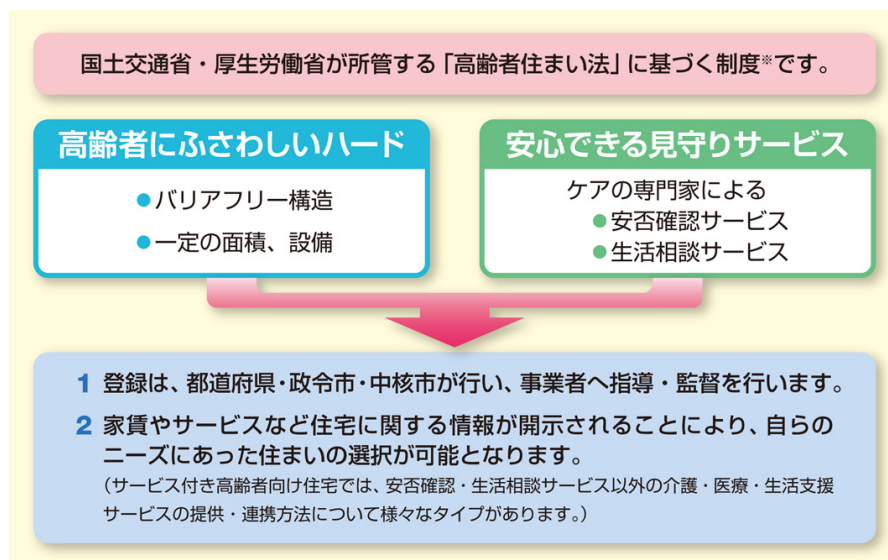 国土交通省・厚生労働省が所管する「高齢者住まい法」に基づく制度※です。
高齢者にふさわしいハード
●バリアフリー構造
●一定の面積、設備
安心できる見守りサービス
ケアの専門家による
●安否確認サービス
●生活相談サービス
1 登録は、都道府県・政令市・中核市が行い、事業者へ指導・監督を行います。
2 家賃やサービスなど住宅に関する情報が開示されることにより、自らの
ニーズにあった住まいの選択が可能となります。
(サービス付き高齢者向け住宅では、安否確認・生活相談サービス以外の介護・医療・生活支援
サービスの提供・連携方法について様々なタイプがあります。)